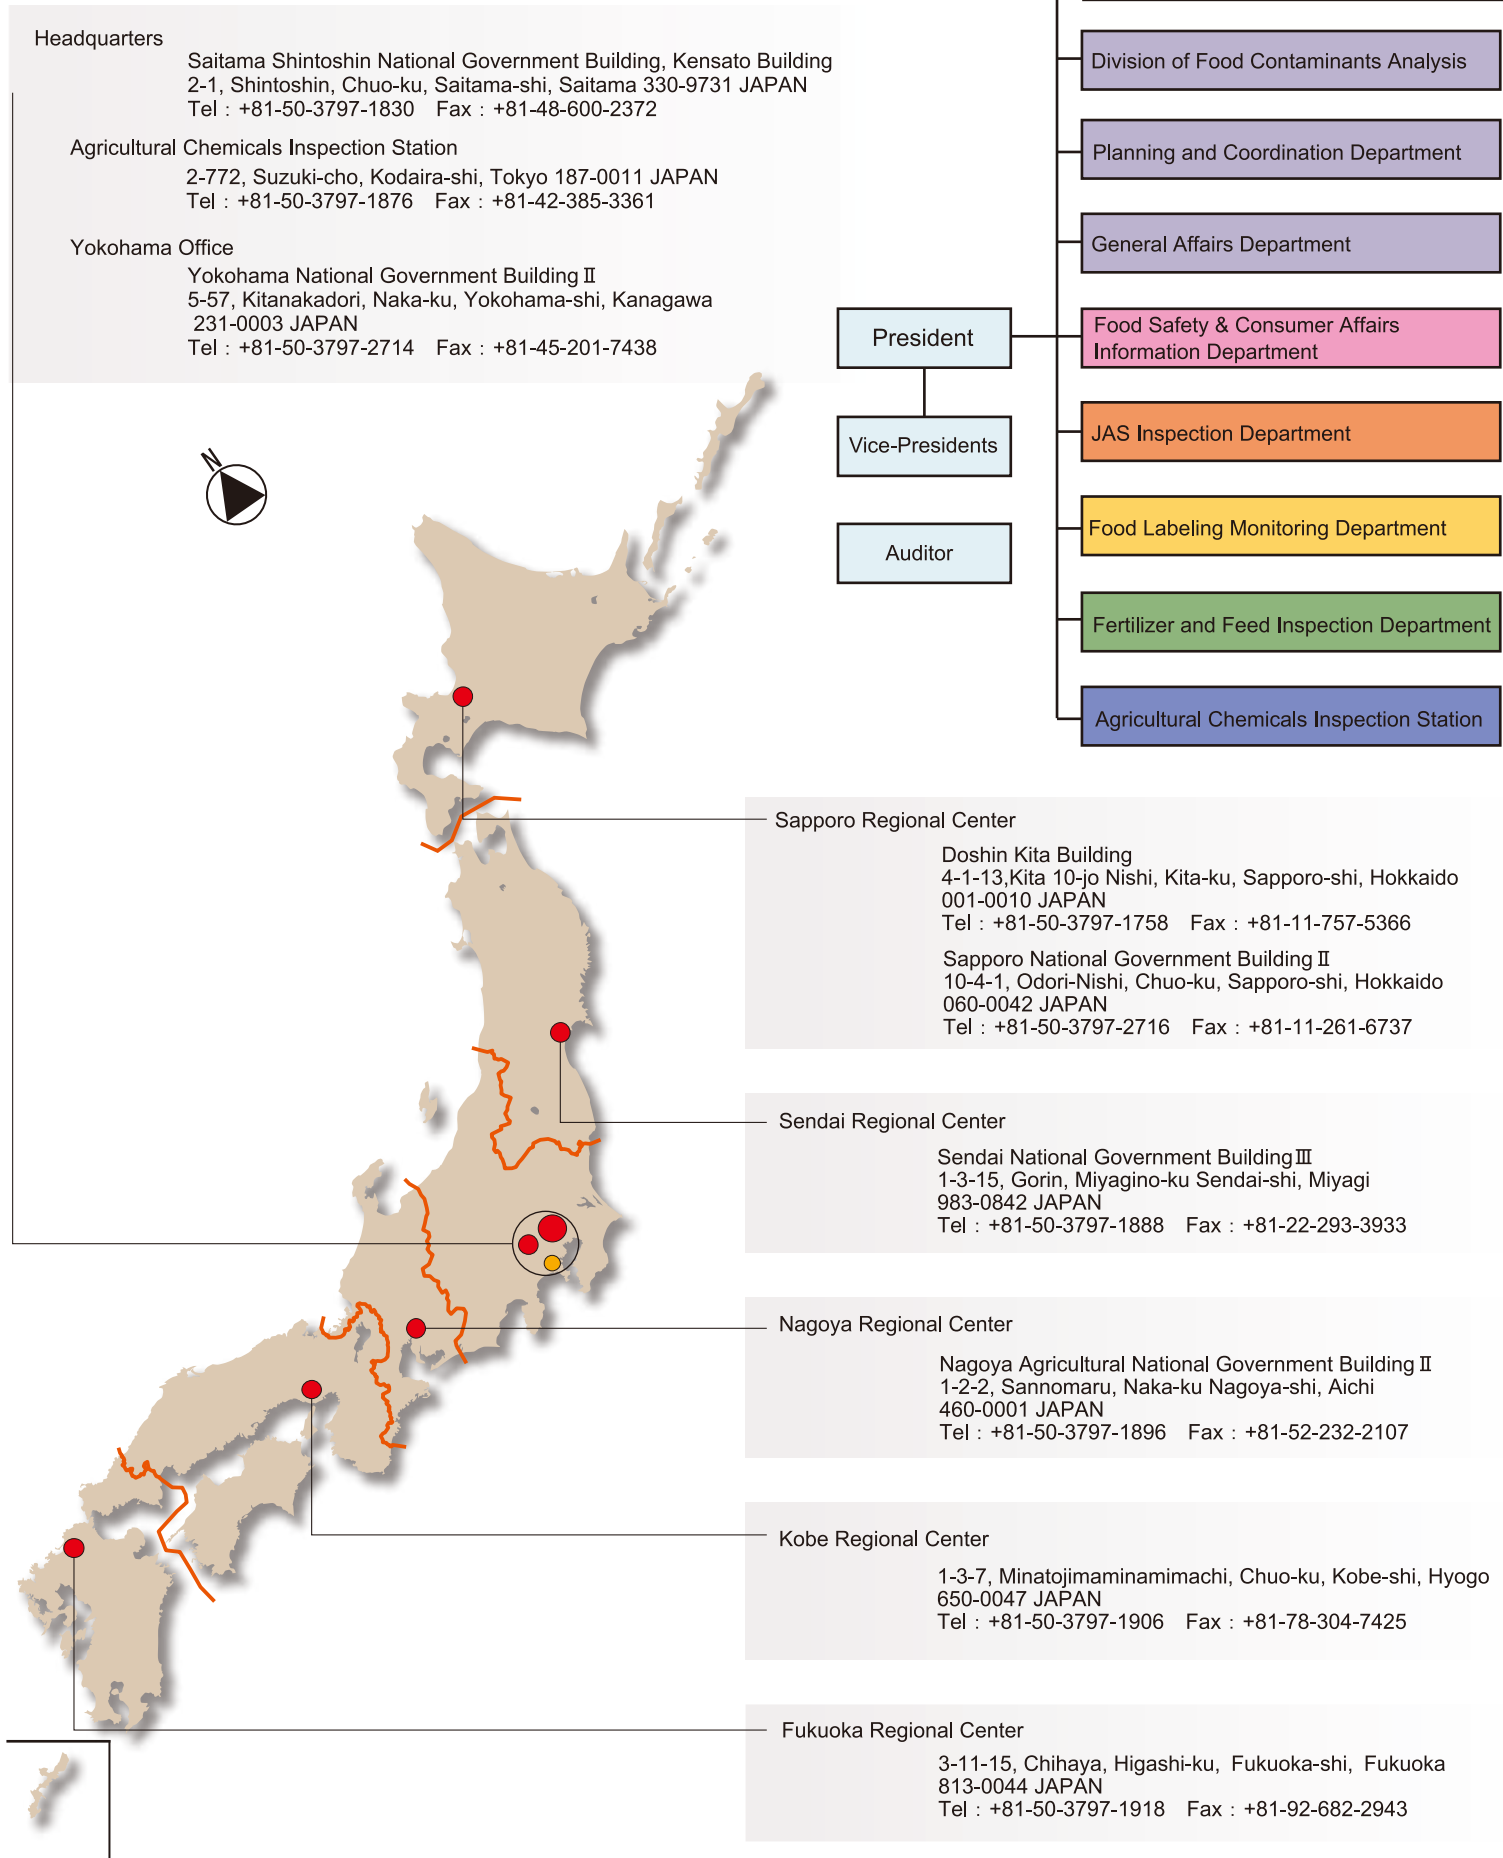 Headquarters
Saitama Shintoshin National Government Building, Kensato Building
2-1, Shintoshin, Chuo-ku, Saitama-shi, Saitama 330-9731 JAPAN
Tel : +81-50-3797-1830 Fax : +81-48-600-2372
Agricultural Chemicals Inspection Station
2-772, Suzuki-cho, Kodaira-shi, Tokyo 187-0011 JAPAN
Tel : +81-50-3797-1876 Fax : +81-42-385-3361
Yokohama Office
Yokohama National Government Building Ⅱ
5-57, Kitanakadori, Naka-ku, Yokohama-shi, Kanagawa
231-0003 JAPAN
Tel : +81-50-3797-2714 Fax : +81-45-201-7438
Division of Food Contaminants Analysis
Planning and Coordination Department
General Affairs Department
President
Food Safety & Consumer Affairs
Information Department
Vice-Presidents
JAS Inspection Department
Auditor
Food Labeling Monitoring Department
Fertilizer and Feed Inspection Department
Agricultural Chemicals Inspection Station
N
Sapporo Regional Center
Doshin Kita Building
4-1-13,Kita 10-jo Nishi, Kita-ku, Sapporo-shi, Hokkaido
001-0010 JAPAN
Tel : +81-50-3797-1758 Fax : +81-11-757-5366
Sapporo National Government Building Ⅱ
10-4-1, Odori-Nishi, Chuo-ku, Sapporo-shi, Hokkaido
060-0042 JAPAN
Tel : +81-50-3797-2716 Fax : +81-11-261-6737
Sendai Regional Center
Sendai National Government Building Ⅲ
1-3-15, Gorin, Miyagino-ku Sendai-shi, Miyagi
983-0842 JAPAN
Tel : +81-50-3797-1888 Fax : +81-22-293-3933
Nagoya Regional Center
Nagoya Agricultural National Government Building Ⅱ
1-2-2, Sannomaru, Naka-ku Nagoya-shi, Aichi
460-0001 JAPAN
Tel : +81-50-3797-1896 Fax : +81-52-232-2107
Kobe Regional Center
1-3-7, Minatojimaminamimachi, Chuo-ku, Kobe-shi, Hyogo
650-0047 JAPAN
Tel : +81-50-3797-1906 Fax : +81-78-304-7425
Fukuoka Regional Center
3-11-15, Chihaya, Higashi-ku, Fukuoka-shi, Fukuoka
813-0044 JAPAN
Tel : +81-50-3797-1918 Fax : +81-92-682-2943